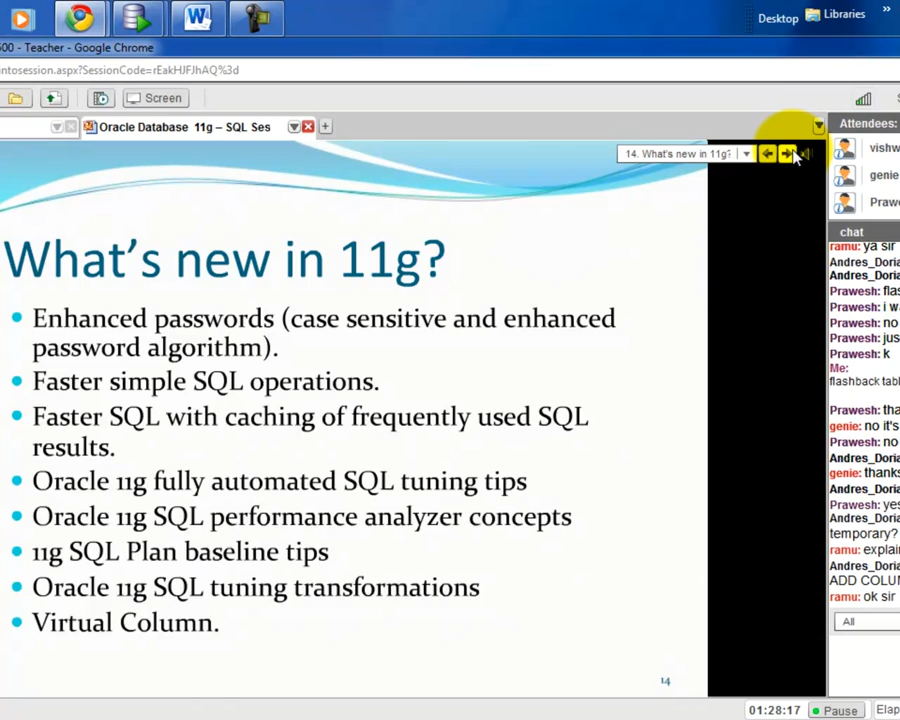 Desktop
Libraries
»
500 - Teacher - Google Chrome
intosession.aspx?SessionCode=rEakHJFJhAQ%3d
Screen
Oracle Database 11g – SQL Ses
Attendees:
14. What's new in 11g?
vishw
genie
Prawe
What's new in 11g?
Enhanced passwords (case sensitive and enhanced
password algorithm).
Faster simple SQL operations.
Faster SQL with caching of frequently used SQL
results.
Oracle 11g fully automated SQL tuning tips
Oracle 11g SQL performance analyzer concepts
11g SQL Plan baseline tips
Oracle 11g SQL tuning transformations
Virtual Column.
14
chat
ramu: ya sir
Andres_Doria
Andres_Doria
Prawesh: flas
Prawesh: i wa
Prawesh: no
Prawesh: jus
Prawesh: k
Me:
flashback tabl
Prawesh: tha
genie: no it's
Prawesh: no
Andres_Doria
genie: thanks
Prawesh: yes
Andres_Doria
temporary?
ramu: explain
Andres_Doria
ADD COLUM
ramu: ok sir
All
01:28:17
Pause
Elap